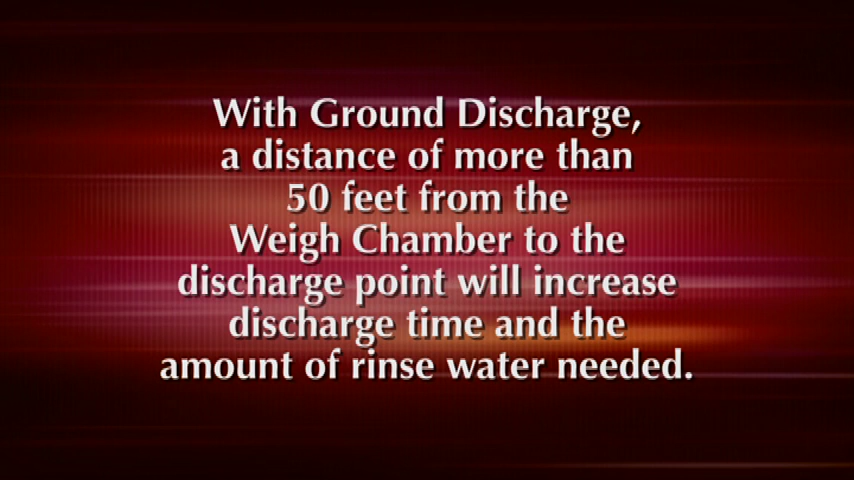 With Ground Discharge,
a distance of more than
50 feet from the
Weigh Chamber to the
discharge point will increase
discharge time and the
amount of rinse water needed.